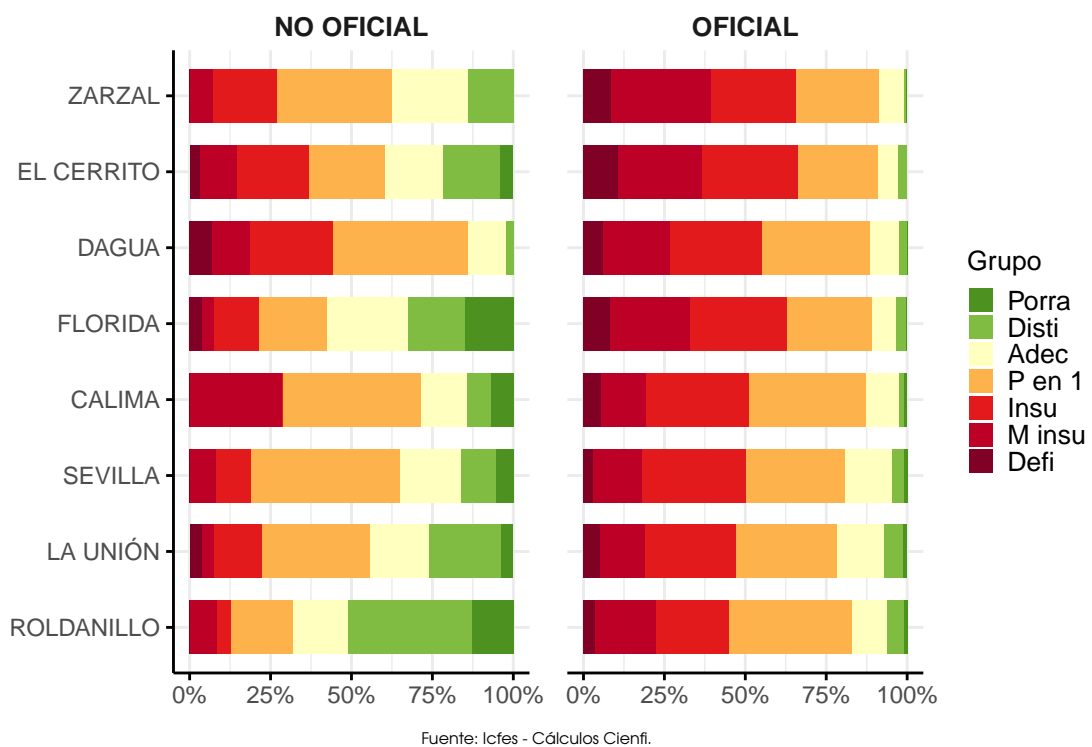 NO OFICIAL
OFICIAL
ZARZAL
EL CERRITO
DAGUA
FLORIDA
CALIMA
SEVILLA
LA UNIÓN
ROLDANILLO
0% 25% 50% 75% 100%
0% 25% 50% 75% 100%
Grupo
Porra
Disti
Adec
P en 1
Insu
M insu
Defi
Fuente: Icfes - Cálculos Cienfi.